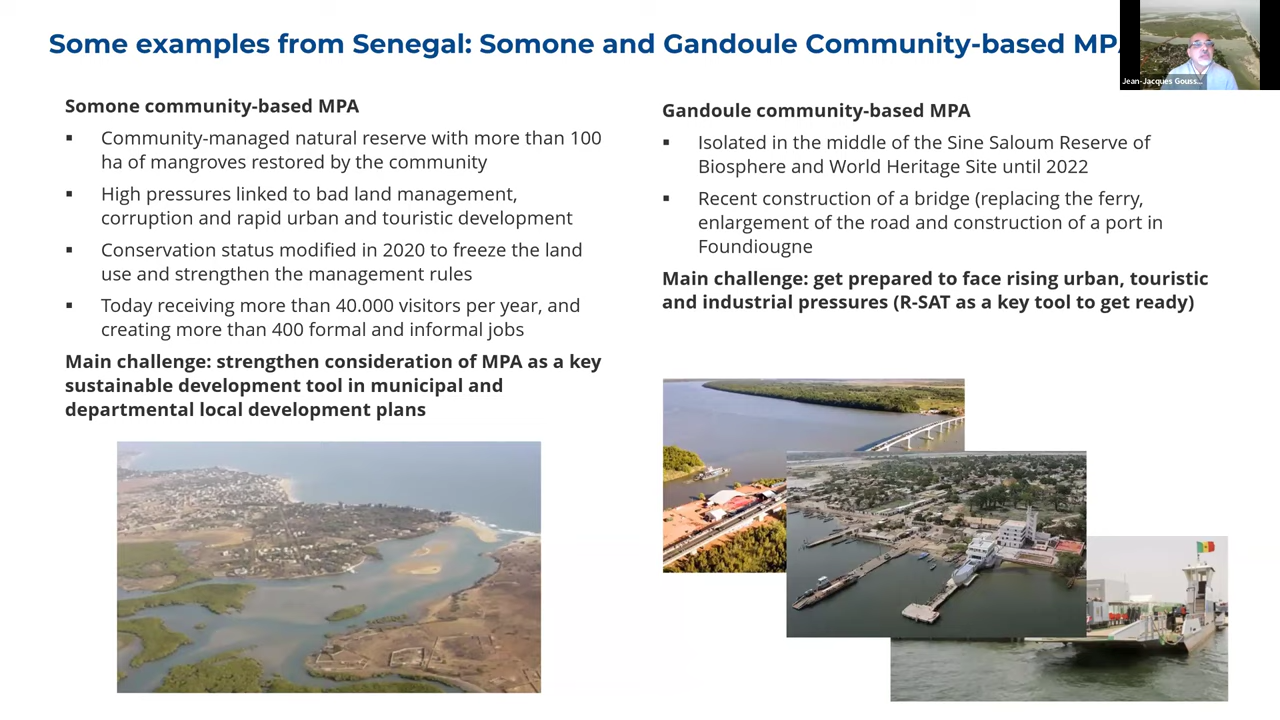 Some examples from Senegal: Somone and Gandoule Community-based MPA
Jean-Jacques Gouss...
Somone community-based MPA
▪ Community-managed natural reserve with more than 100
ha of mangroves restored by the community
▪ High pressures linked to bad land management,
corruption and rapid urban and touristic development
▪ Conservation status modified in 2020 to freeze the land
use and strengthen the management rules
▪ Today receiving more than 40.000 visitors per year, and
creating more than 400 formal and informal jobs
Main challenge: strengthen consideration of MPA as a key
sustainable development tool in municipal and
departmental local development plans
Gandoule community-based MPA
▪ Isolated in the middle of the Sine Saloum Reserve of
Biosphere and World Heritage Site until 2022
▪ Recent construction of a bridge (replacing the ferry,
enlargement of the road and construction of a port in
Foundiougne
Main challenge: get prepared to face rising urban, touristic
and industrial pressures (R-SAT as a key tool to get ready)